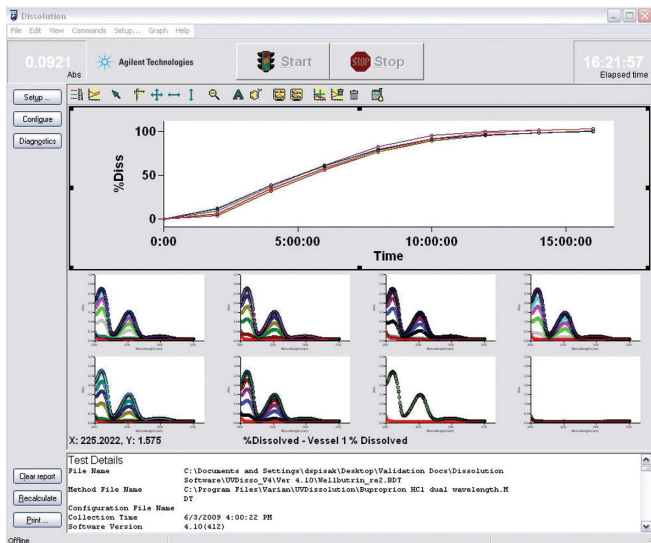 Dissolution
File Edit View Commands Setup... Graph Help
0.0921
Abs
Agilent Technologies
Start
STOP Stop
16:21:57
Elapsed time
Setup ...
Configure
Diagnostics
%Diss
100
50
0
0:00 5:00:00 10:00:00 15:00:00
Time
X: 225.2022, Y: 1.575 %Dissolved - Vessel 1 % Dissolved
Clear report
Recalculate
Print ...
Test Details
File Name C:\Documents and Settings\dspisak\Desktop\Validation Docs\Dissolution
Software\UVDisso_V4\Ver 4.10\Wellbutrin_re2.BDT
Method File Name C:\Program Files\Varian\UVDissolution\Buproprion HCl dual wavelength.M
DT
Configuration File Name
Collection Time 6/3/2009 4:00:22 PM
Software Version 4.10(412)
Offline